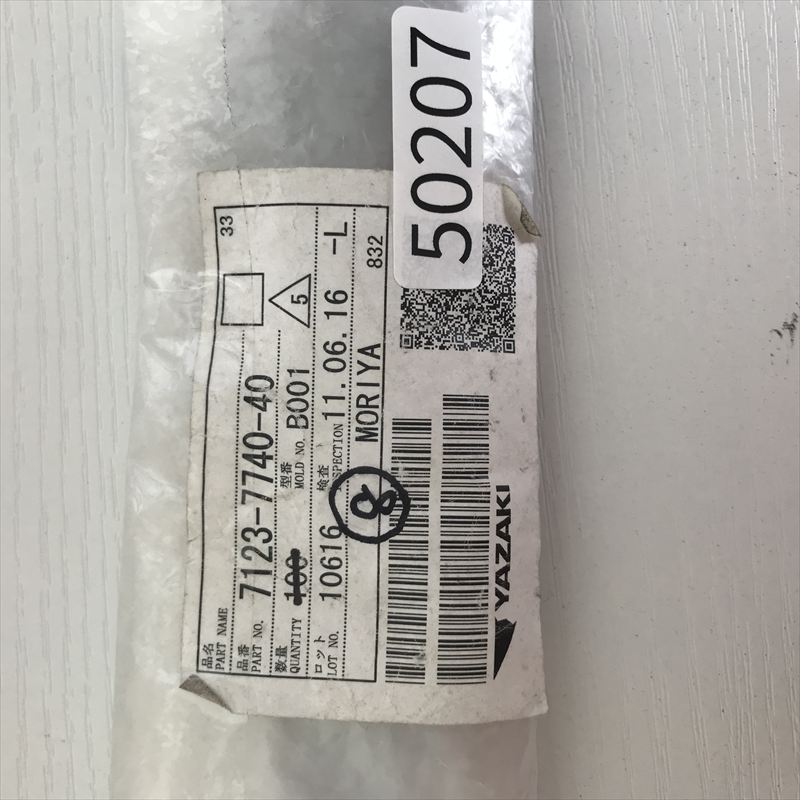 50207
33
品名
PART NAME
品番
PART NO. 7123-7740-40
5
数量
QUANTITY 100
型番
MOLD NO. B001
ロット
LOT NO. 10616
検査
INSPECTION 11.06.16 -L
8
MORIYA 832
YAZAKI